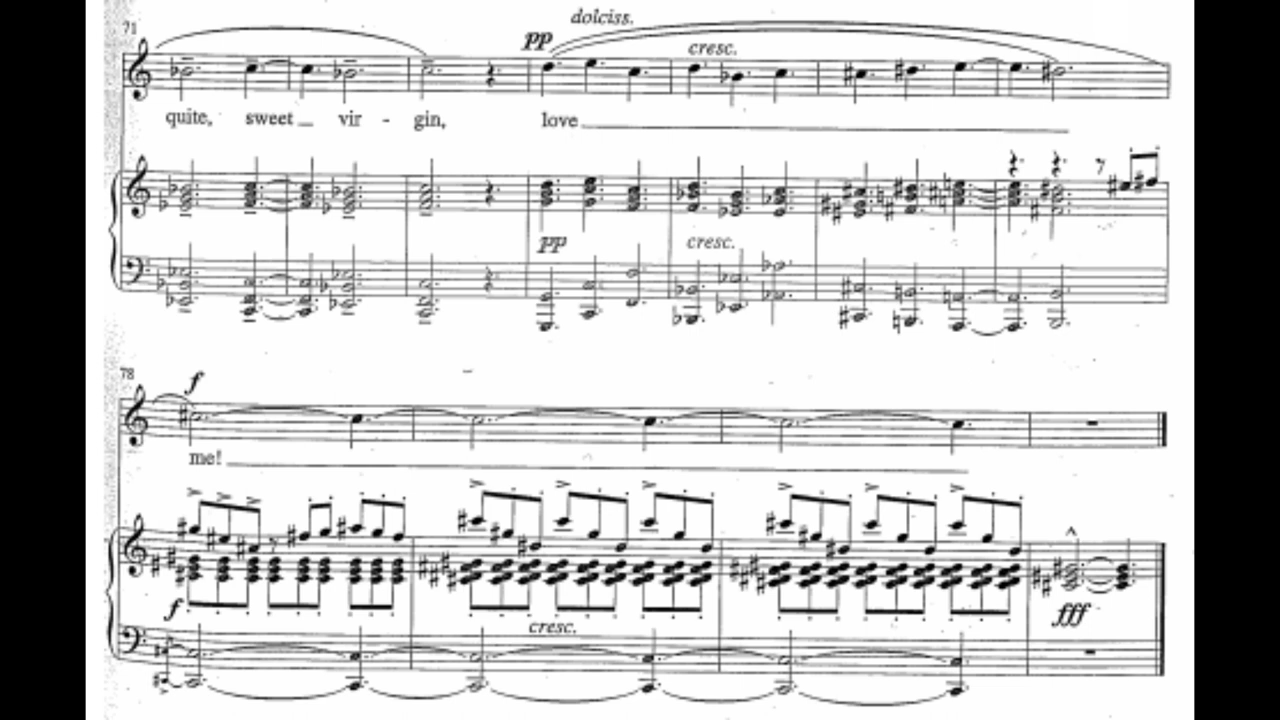 71
dolciss.
pp
cresc.
quite, sweet _ vir - gin, love
pp cresc.
78
f
me!
f
cresc.
fff